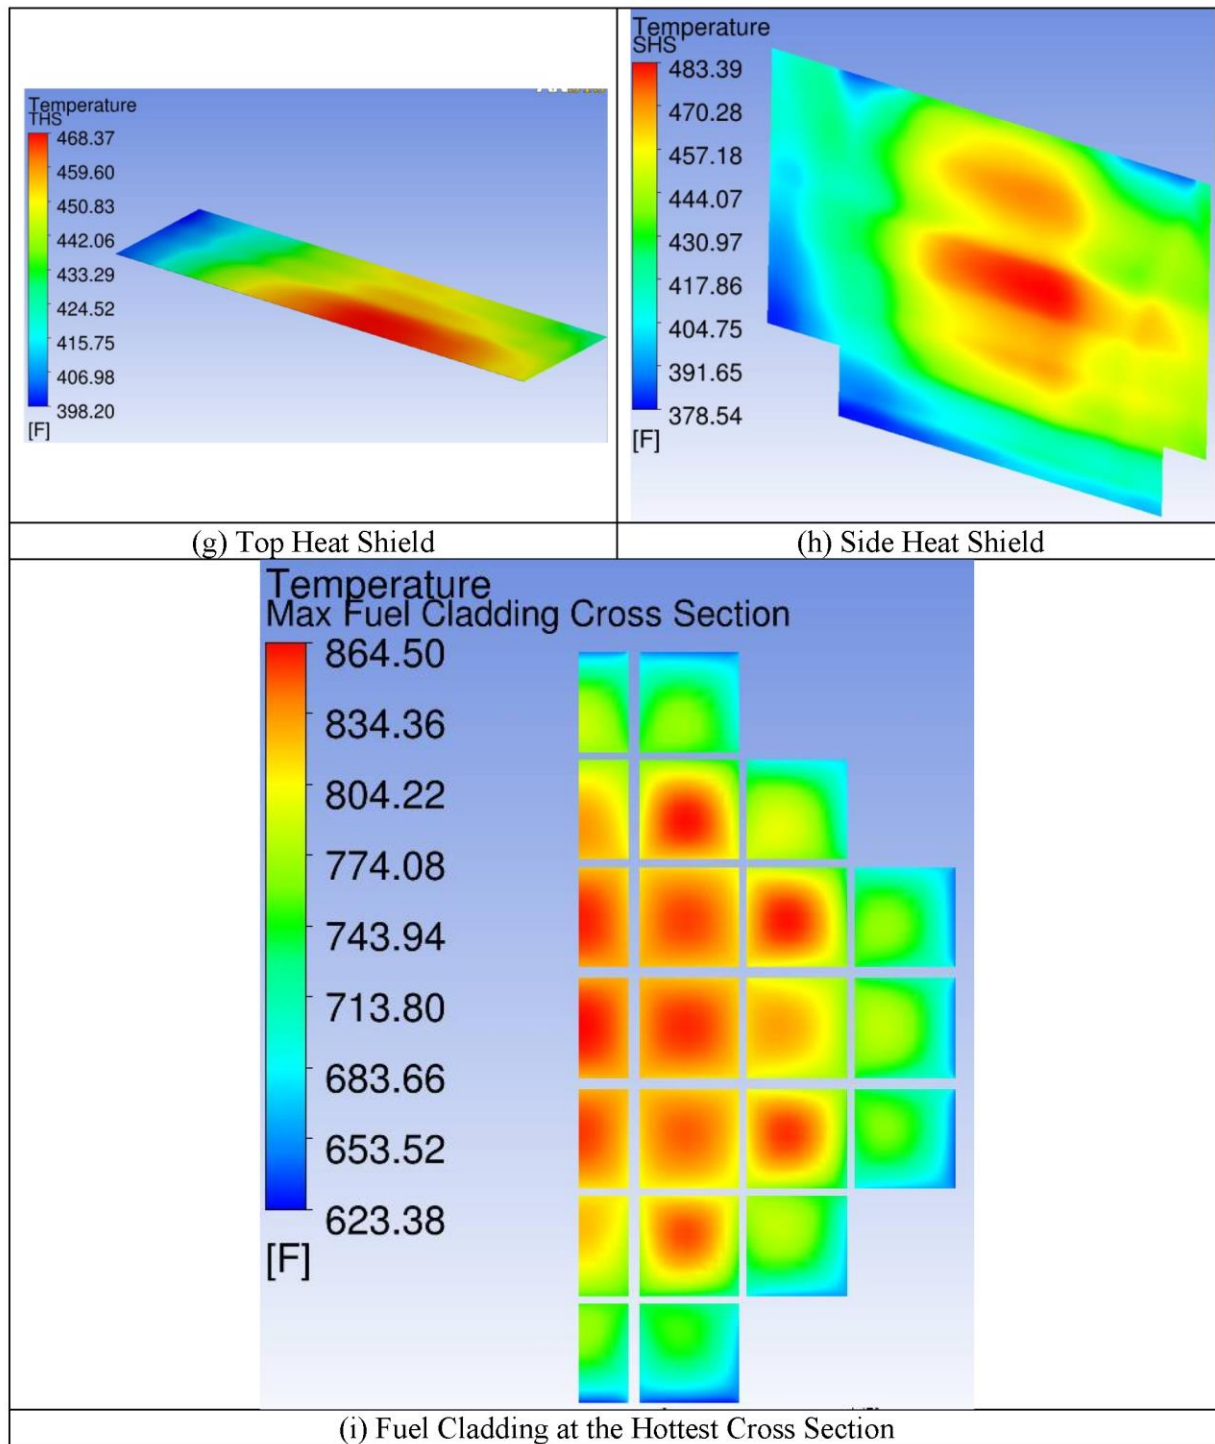 Temperature
THS
468.37
459.60
450.83
442.06
433.29
424.52
415.75
406.98
398.20
[F]
Temperature
SHS
483.39
470.28
457.18
444.07
430.97
417.86
404.75
391.65
378.54
[F]
(g) Top Heat Shield
(h) Side Heat Shield
Temperature
Max Fuel Cladding Cross Section
864.50
834.36
804.22
774.08
743.94
713.80
683.66
653.52
623.38
[F]
(i) Fuel Cladding at the Hottest Cross Section